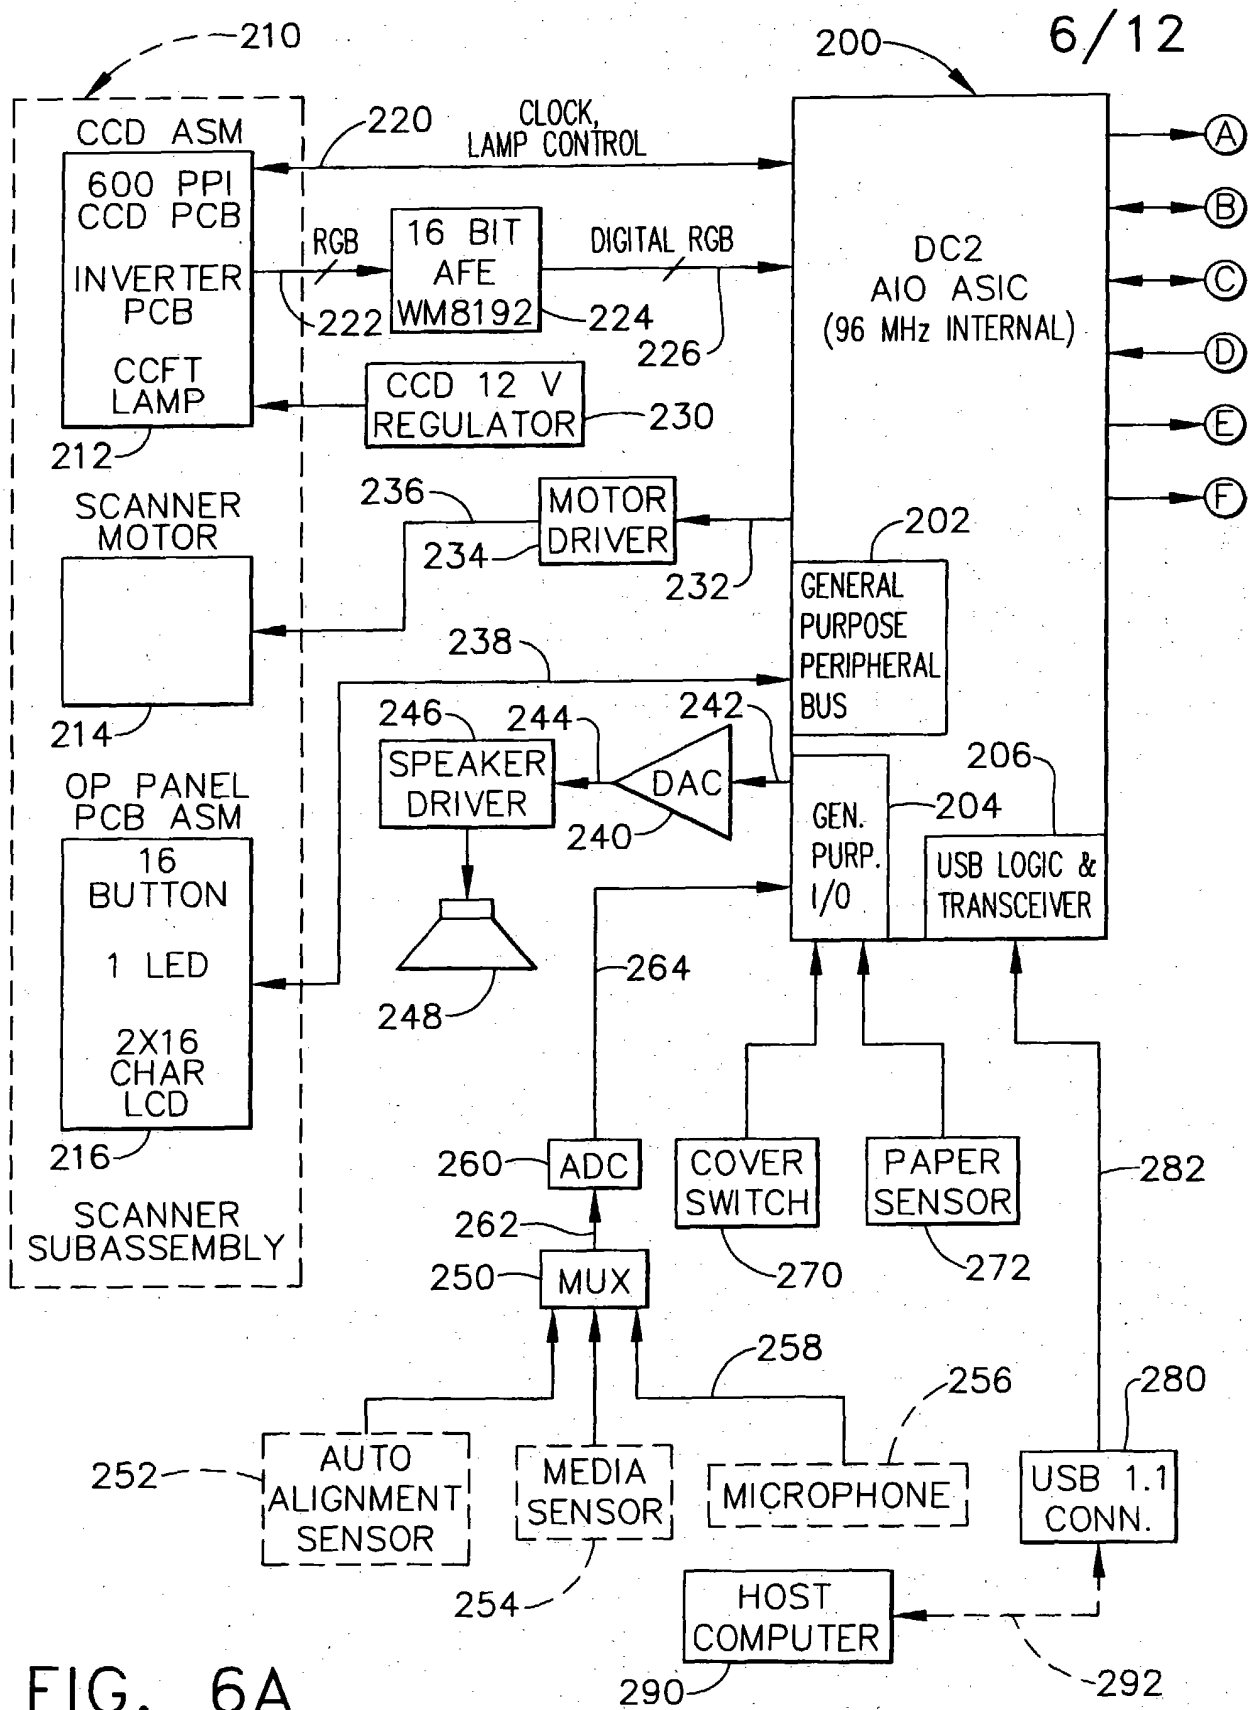 6/12
210
200
CCD ASM
600 PPI
CCD PCB
INVERTER
PCB
CCFT
LAMP
212
220
CLOCK,
LAMP CONTROL
RGB
222
16 BIT
AFE
WM8192
224
DIGITAL RGB
226
CCD 12 V
REGULATOR
230
DC2
AIO ASIC
(96 MHz INTERNAL)
A
B
C
D
E
F
SCANNER
MOTOR
214
236
MOTOR
DRIVER
234
232
202
GENERAL
PURPOSE
PERIPHERAL
BUS
238
246
244
242
SPEAKER
DRIVER
DAC
240
248
GEN.
PURP.
I/O
204
206
USB LOGIC &
TRANSCEIVER
OP PANEL
PCB ASM
16
BUTTON
1 LED
2X16
CHAR
LCD
216
SCANNER
SUBASSEMBLY
264
260
ADC
262
250
MUX
COVER
SWITCH
270
PAPER
SENSOR
272
282
258
256
280
252
AUTO
ALIGNMENT
SENSOR
MEDIA
SENSOR
254
MICROPHONE
USB 1.1
CONN.
HOST
COMPUTER
290
292
FIG. 6A